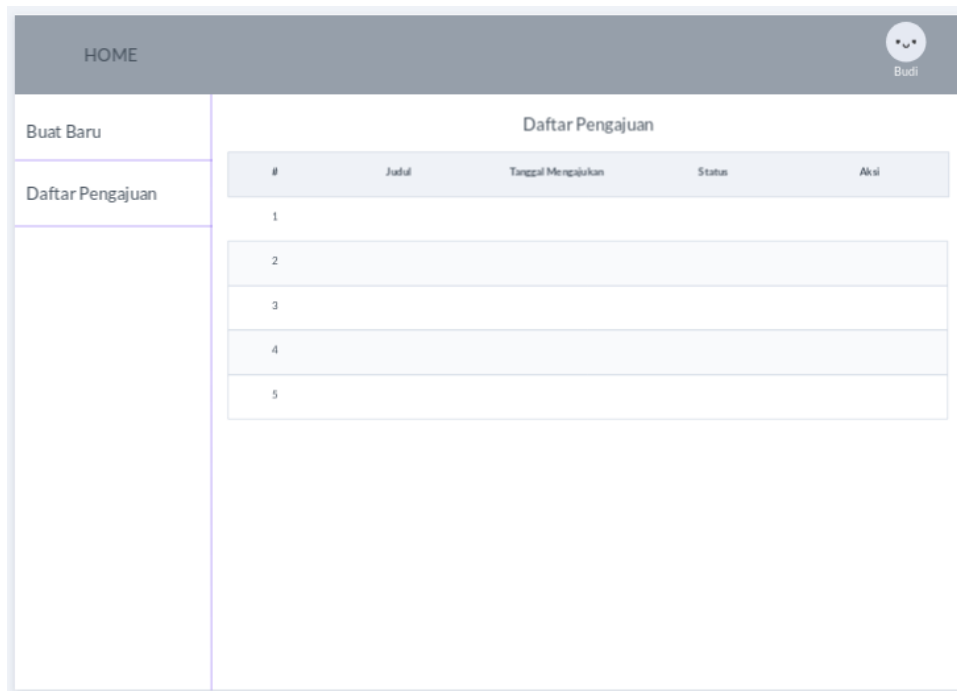 HOME
Budi
Buat Baru
Daftar Pengajuan
Daftar Pengajuan
# Judul Tanggal Mengajukan Status Aksi
1
2
3
4
5